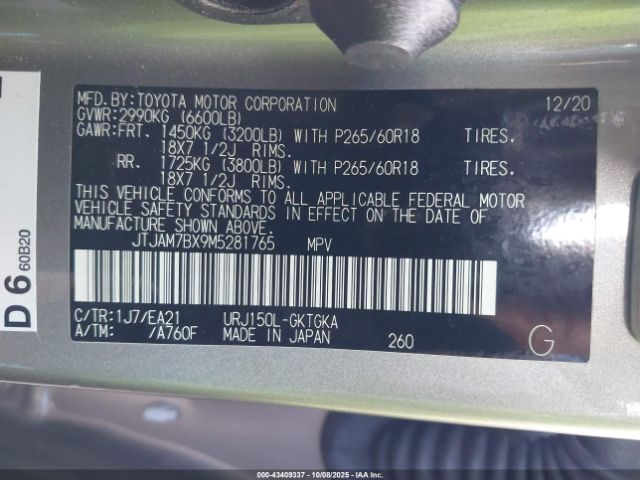 MFD.BY:TOYOTA MOTOR CORPORATION 12/20
GVWR:2990KG (6600LB)
GAWR:FRT. 1450KG (3200LB) WITH P265/60R18 TIRES.
18X7 1/2J RIMS.
RR. 1725KG (3800LB) WITH P265/60R18 TIRES.
18X7 1/2J RIMS.
THIS VEHICLE CONFORMS TO ALL APPLICABLE FEDERAL MOTOR
VEHICLE SAFETY STANDARDS IN EFFECT ON THE DATE OF
MANUFACTURE SHOWN ABOVE.
JTJAM7BX9M5281765 MPV
C/TR:1J7/EA21 URJ150L-GKTGKA
A/TM: /A760F MADE IN JAPAN 260 G
D 6 60B20
000-43409337 - 10/08/2025 - IAAI.COM